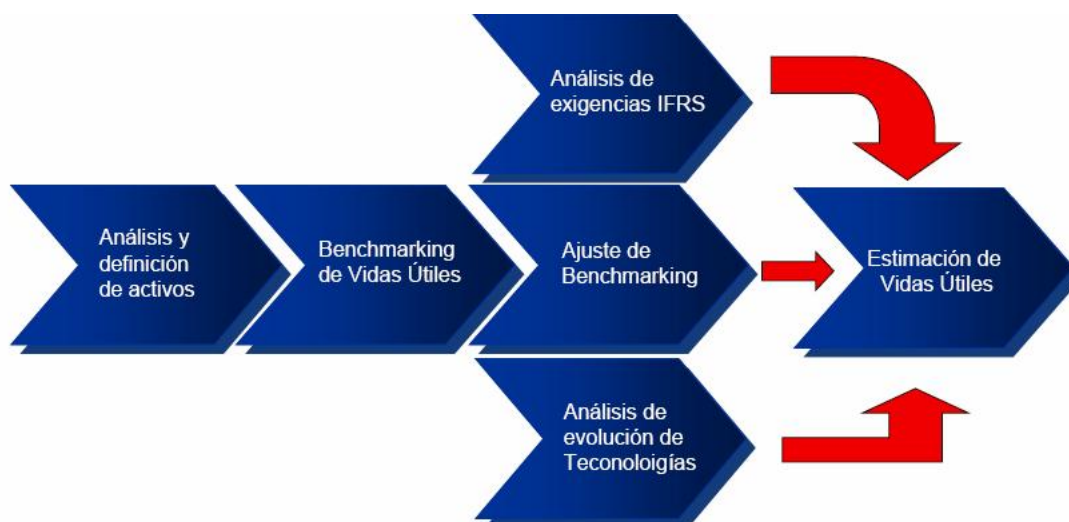 Análisis de
exigencias IFRS
Análisis y
definición
de activos
Benchmarking
de Vidas Útiles
Ajuste de
Benchmarking
Estimación de
Vidas Útiles
Análisis de
evolución de
Teconoloigías